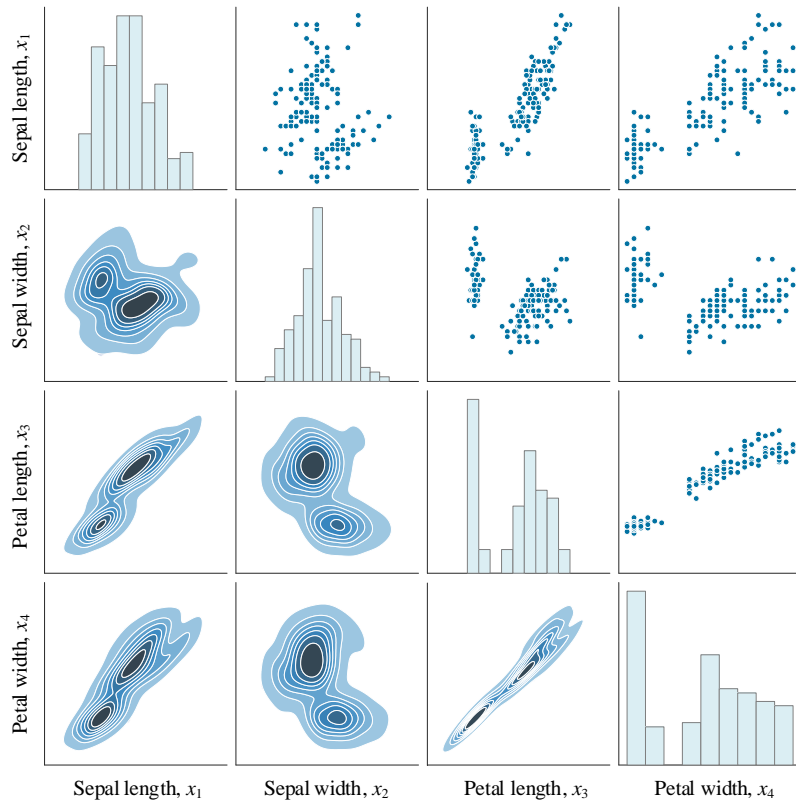 Sepal length, x₁
Sepal width, x₂
Petal length, x₃
Petal width, x₄
Sepal length, x₁
Sepal width, x₂
Petal length, x₃
Petal width, x₄